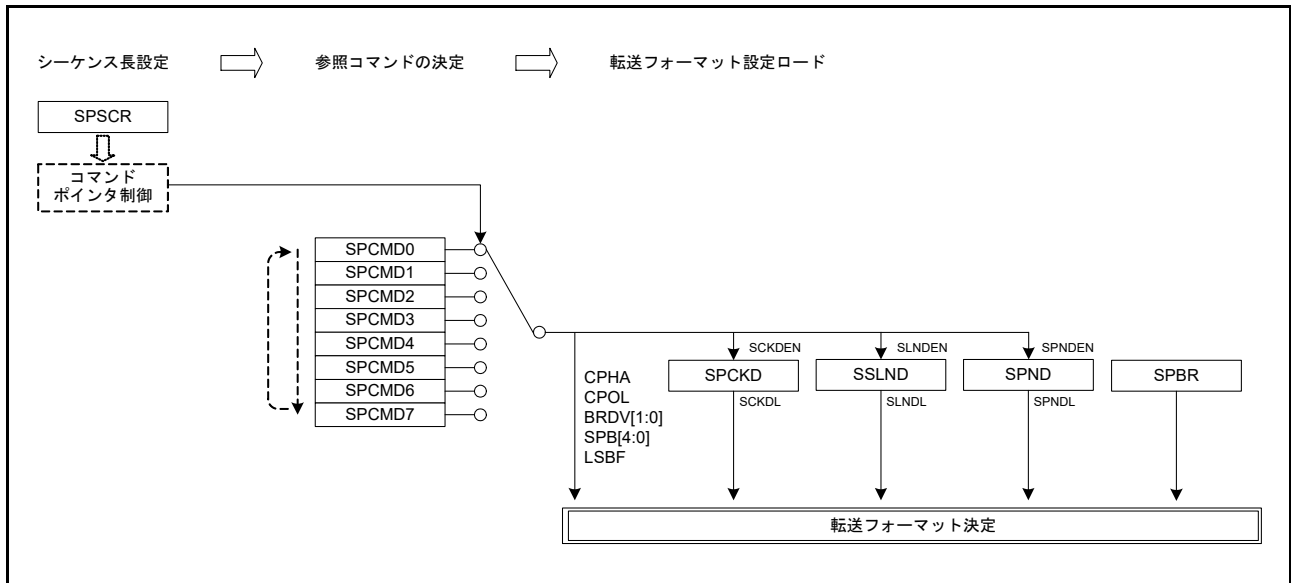 シーケンス長設定
参照コマンドの決定
転送フォーマット設定ロード
SPSCR
コマンド
ポインタ制御
SPCMD0
SPCMD1
SPCMD2
SPCMD3
SPCMD4
SPCMD5
SPCMD6
SPCMD7
CPHA
CPOL
BRDV[1:0]
SPB[4:0]
LSBF
SCKDEN
SPCKD
SCKDL
SLNDEN
SSLND
SLNDL
SPNDEN
SPND
SPNDL
SPBR
転送フォーマット決定